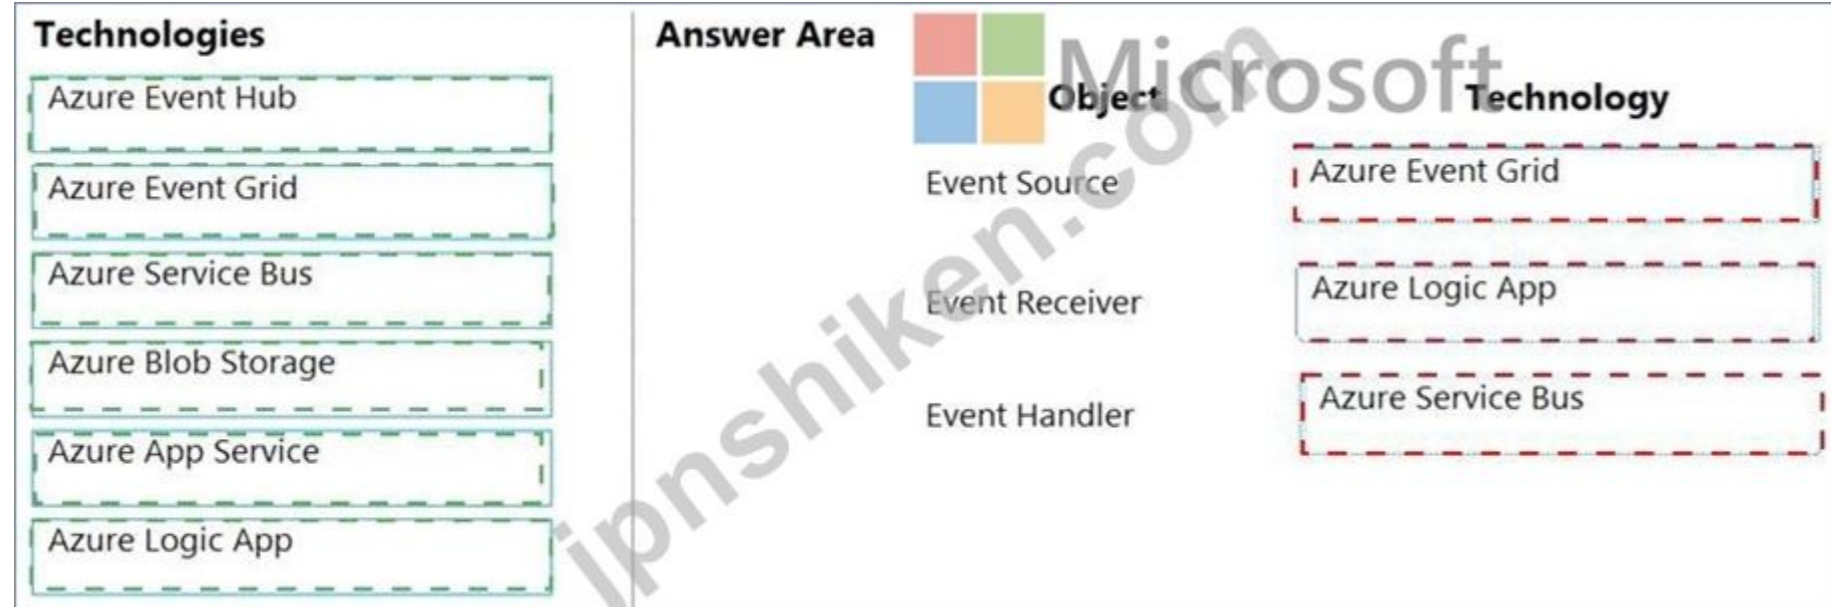 Technologies
Azure Event Hub
Azure Event Grid
Azure Service Bus
Azure Blob Storage
Azure App Service
Azure Logic App
Answer Area
Microsoft
Object Technology
Event Source Azure Event Grid
Event Receiver Azure Logic App
Event Handler Azure Service Bus
jpnshiken.com